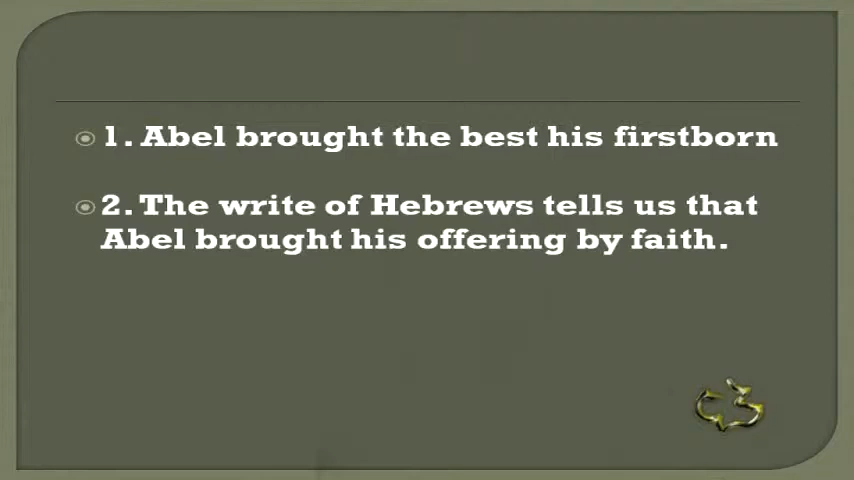 1. Abel brought the best his firstborn
2. The write of Hebrews tells us that
Abel brought his offering by faith.
C3